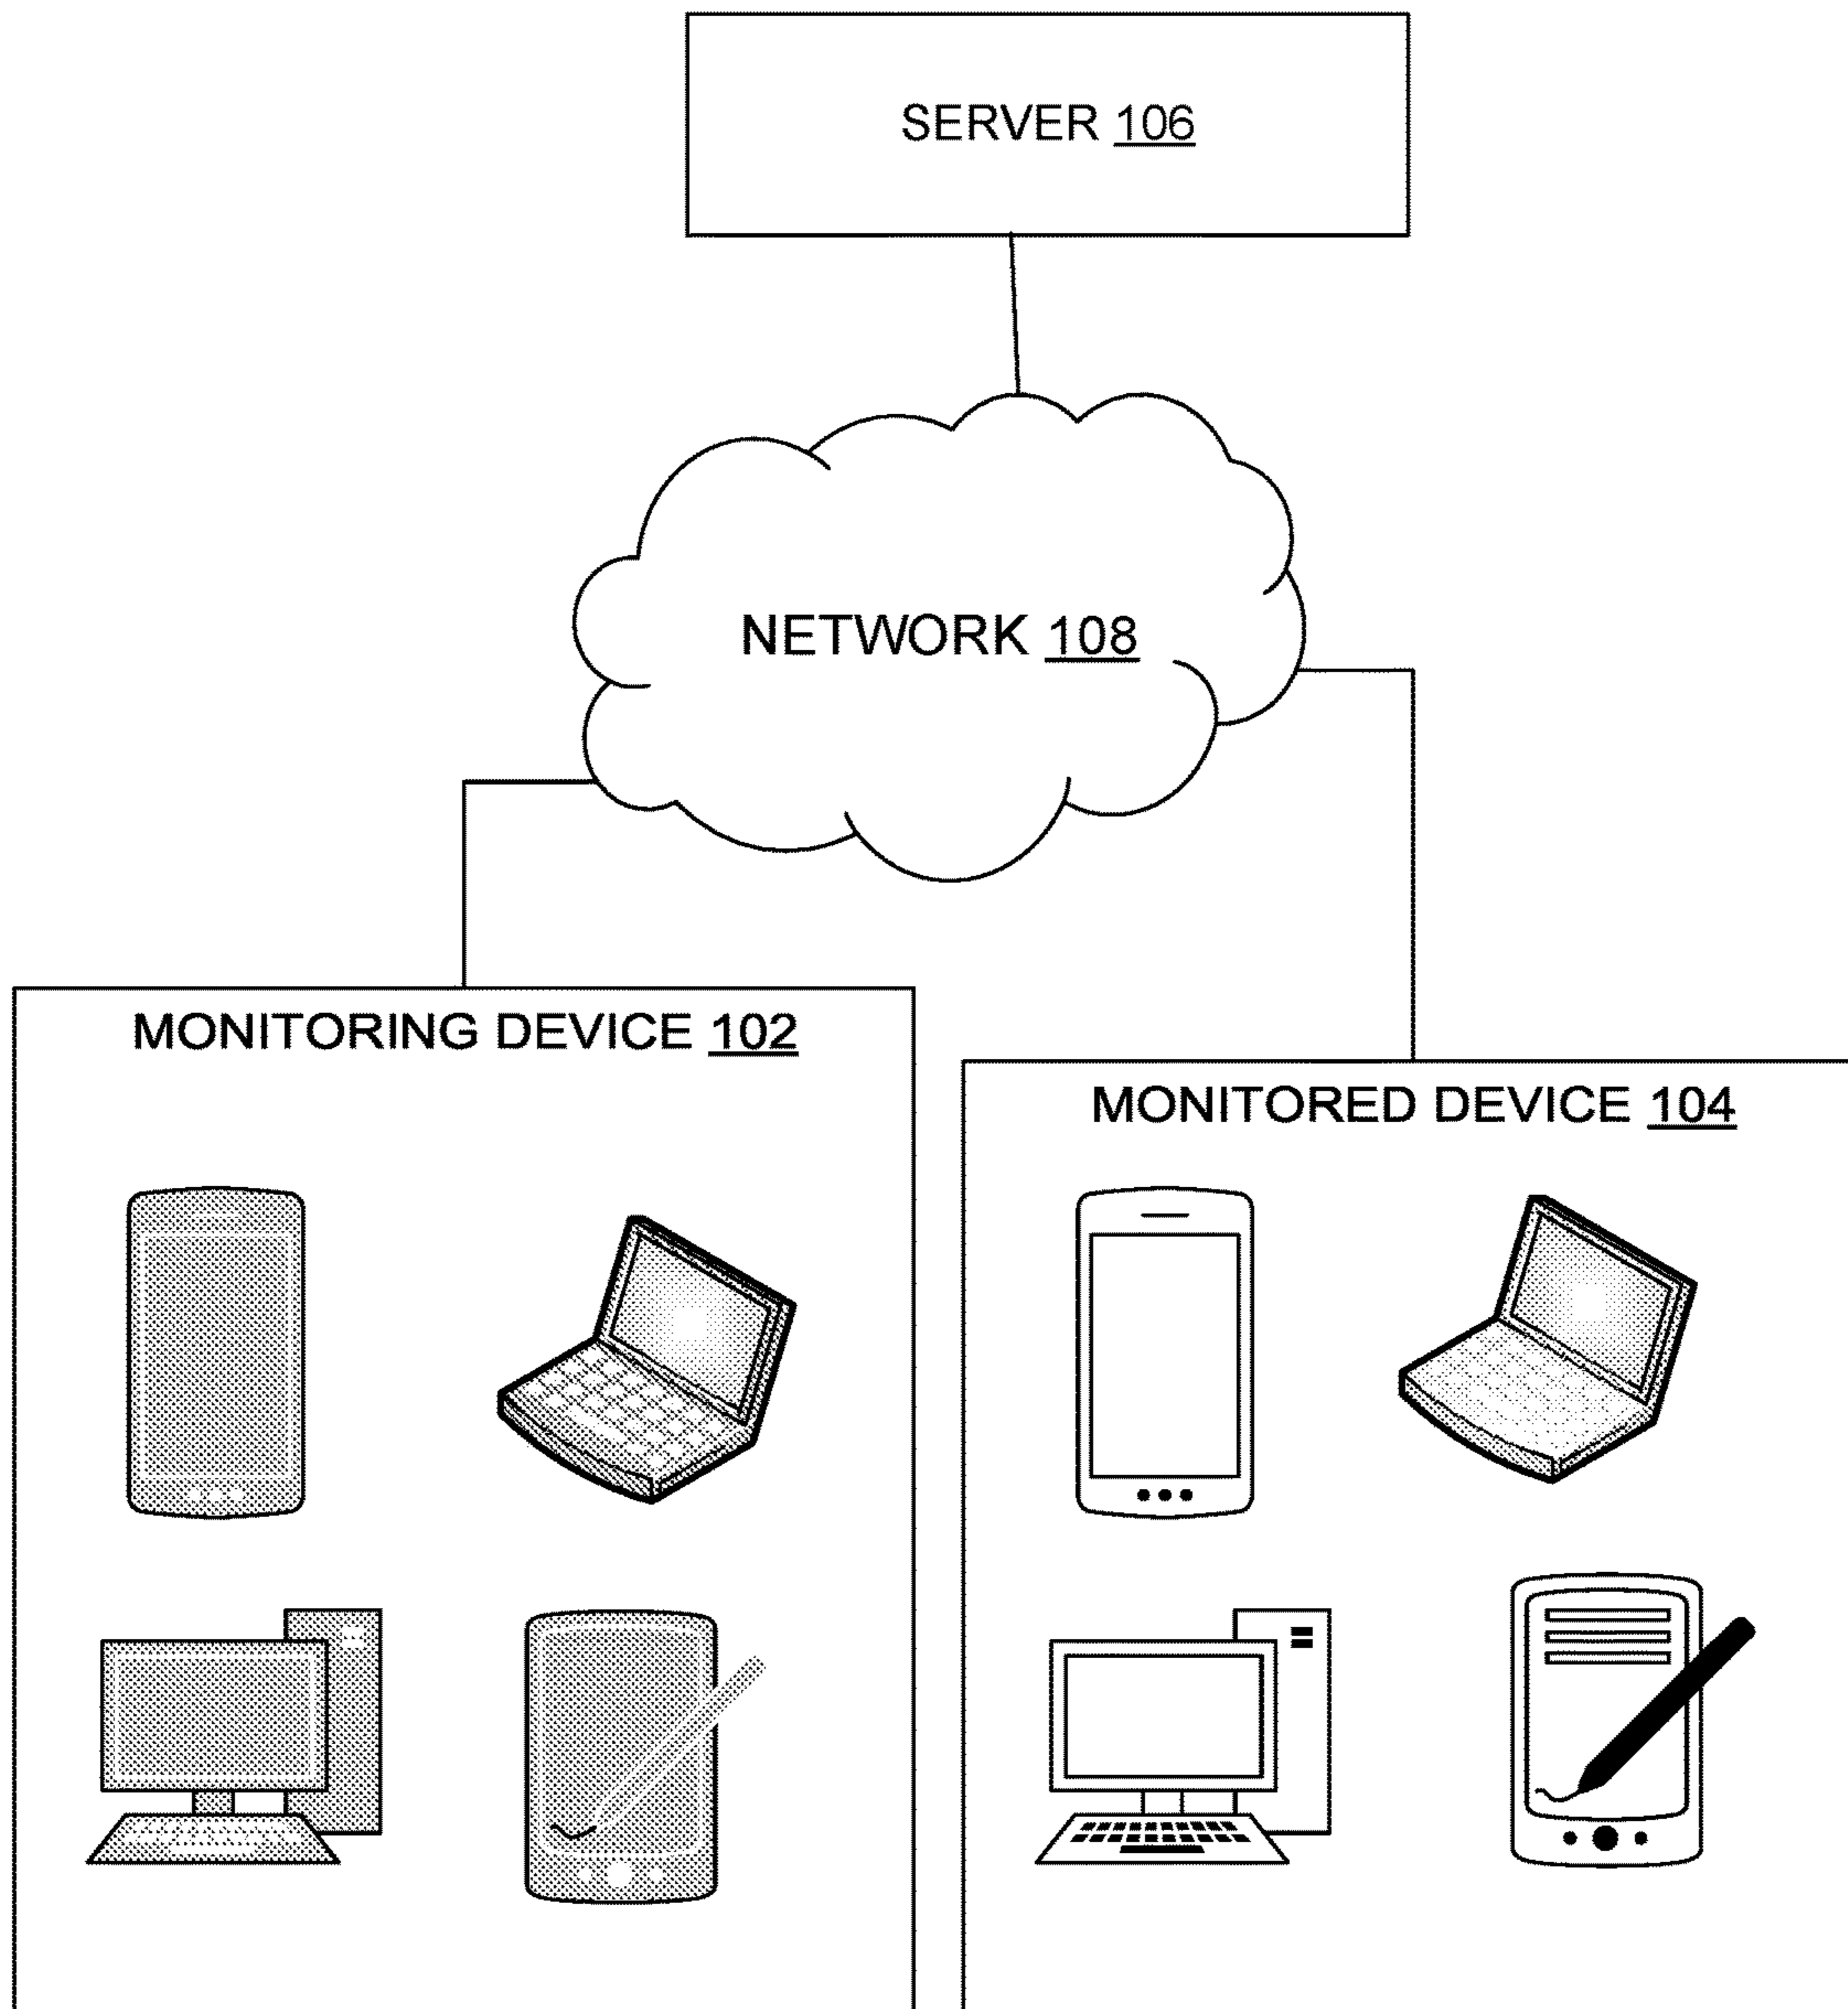 SERVER 106
NETWORK 108
MONITORING DEVICE 102
MONITORED DEVICE 104